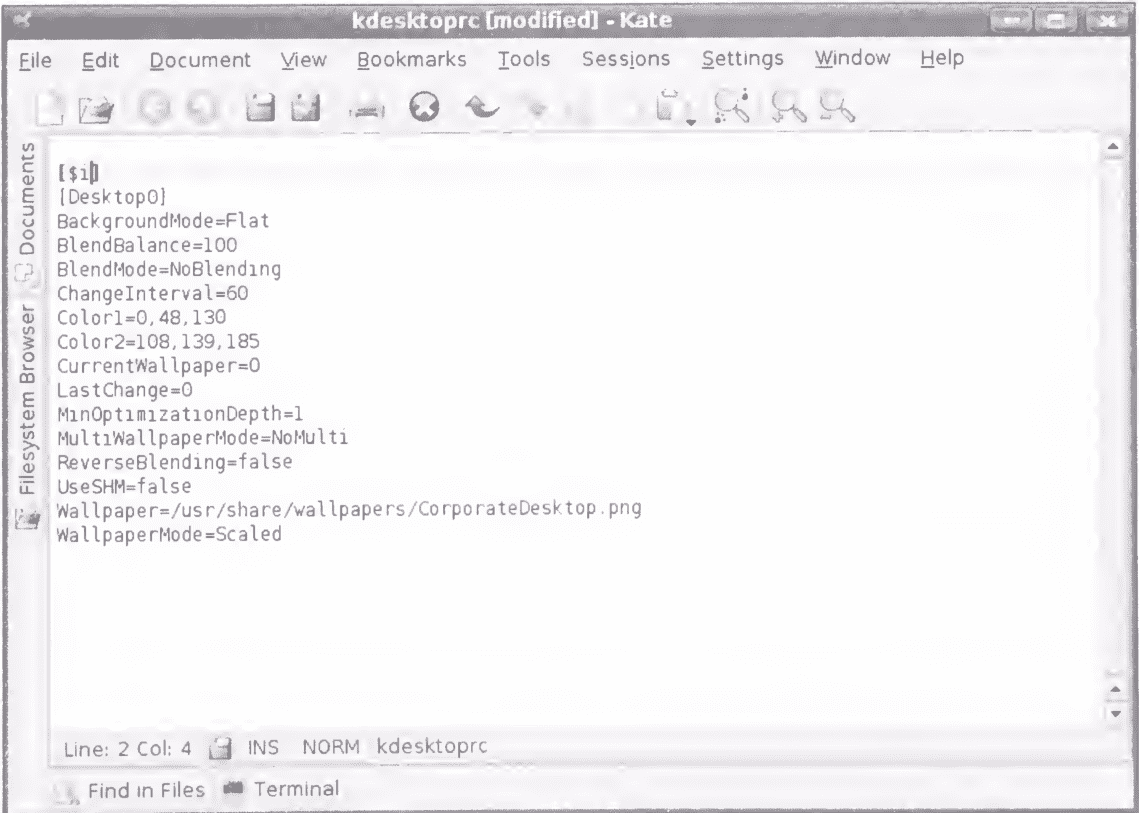 kdesktoprc [modified] - Kate
File Edit Document View Bookmarks Tools Sessions Settings Window Help
Documents
Filesystem Browser
[$i]
[Desktop0]
BackgroundMode=Flat
BlendBalance=100
BlendMode=NoBlending
ChangeInterval=60
Color1=0,48,130
Color2=108,139,185
CurrentWallpaper=0
LastChange=0
MinOptimizationDepth=1
MultiWallpaperMode=NoMulti
ReverseBlending=false
UseSHM=false
Wallpaper=/usr/share/wallpapers/CorporateDesktop.png
WallpaperMode=Scaled
Line: 2 Col: 4 INS NORM kdesktoprc
Find in Files Terminal